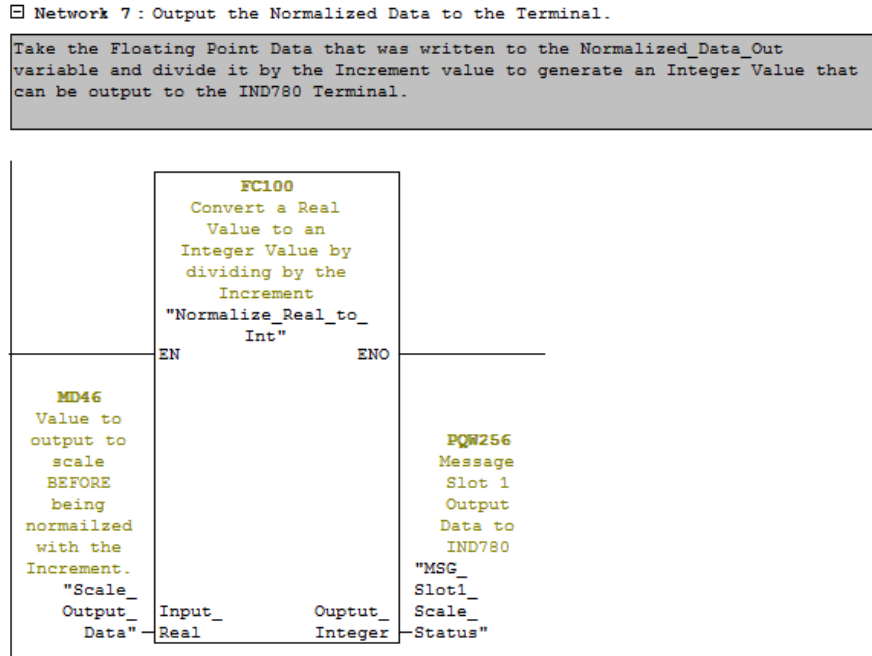 Network 7 : Output the Normalized Data to the Terminal.
Take the Floating Point Data that was written to the Normalized_Data_Out
variable and divide it by the Increment value to generate an Integer Value that
can be output to the IND780 Terminal.
FC100
Convert a Real
Value to an
Integer Value by
dividing by the
Increment
"Normalize_Real_to_
Int"
EN
ENO
MD46
Value to
output to
scale
BEFORE
being
normailzed
with the
Increment.
"Scale_
Output_
Data"
Input_
Real
Ouptut_
Integer
PQW256
Message
Slot 1
Output
Data to
IND780
"MSG_
Slot1_
Scale_
Status"